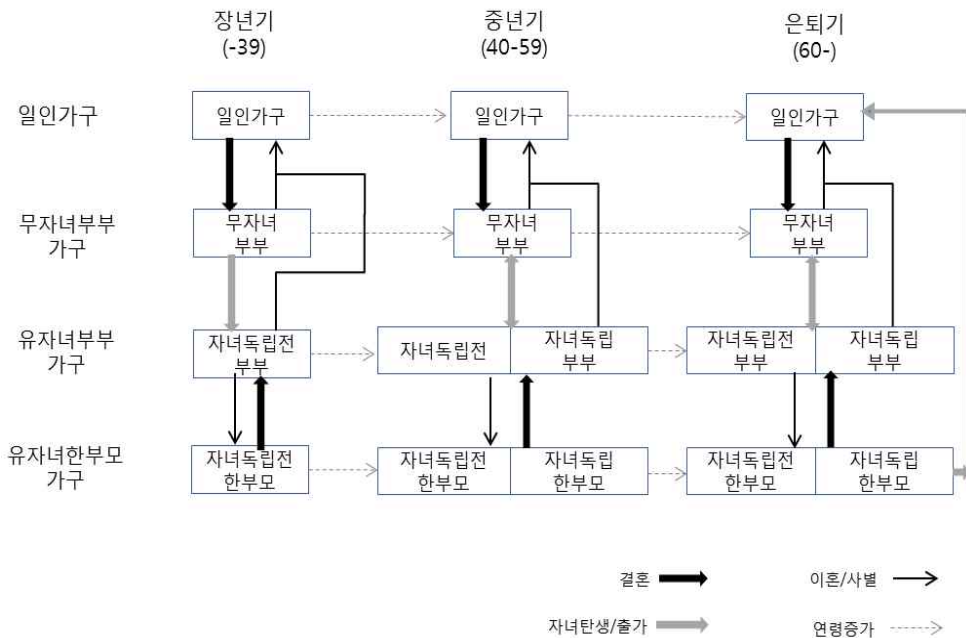 장년기
(-39)
중년기
(40-59)
은퇴기
(60-)
일인가구
일인가구
일인가구
일인가구
무자녀부부
가구
무자녀
부부
무자녀
부부
무자녀
부부
유자녀부부
가구
자녀독립전
부부
자녀독립전
자녀독립
부부
자녀독립전
부부
자녀독립
부부
유자녀한부모
가구
자녀독립전
한부모
자녀독립전
한부모
자녀독립
한부모
자녀독립전
한부모
자녀독립
한부모
결혼
이혼/사별
자녀탄생/출가
연령증가